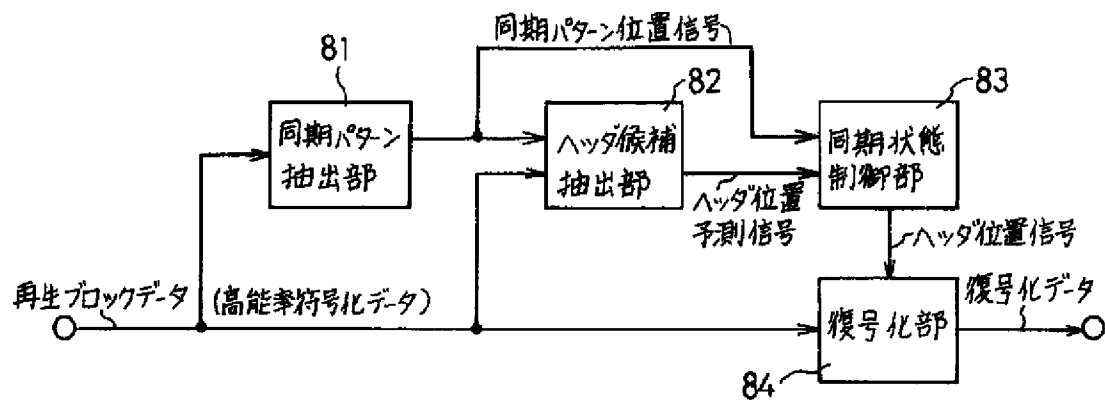 同期パターン位置信号
81
82
83
同期パターン
抽出部
ヘッダ候補
抽出部
同期状態
制御部
ヘッダ位置
予測信号
ヘッダ位置信号
再生ブロックデータ
(高能率符号化データ)
復号化部
復号化データ
84